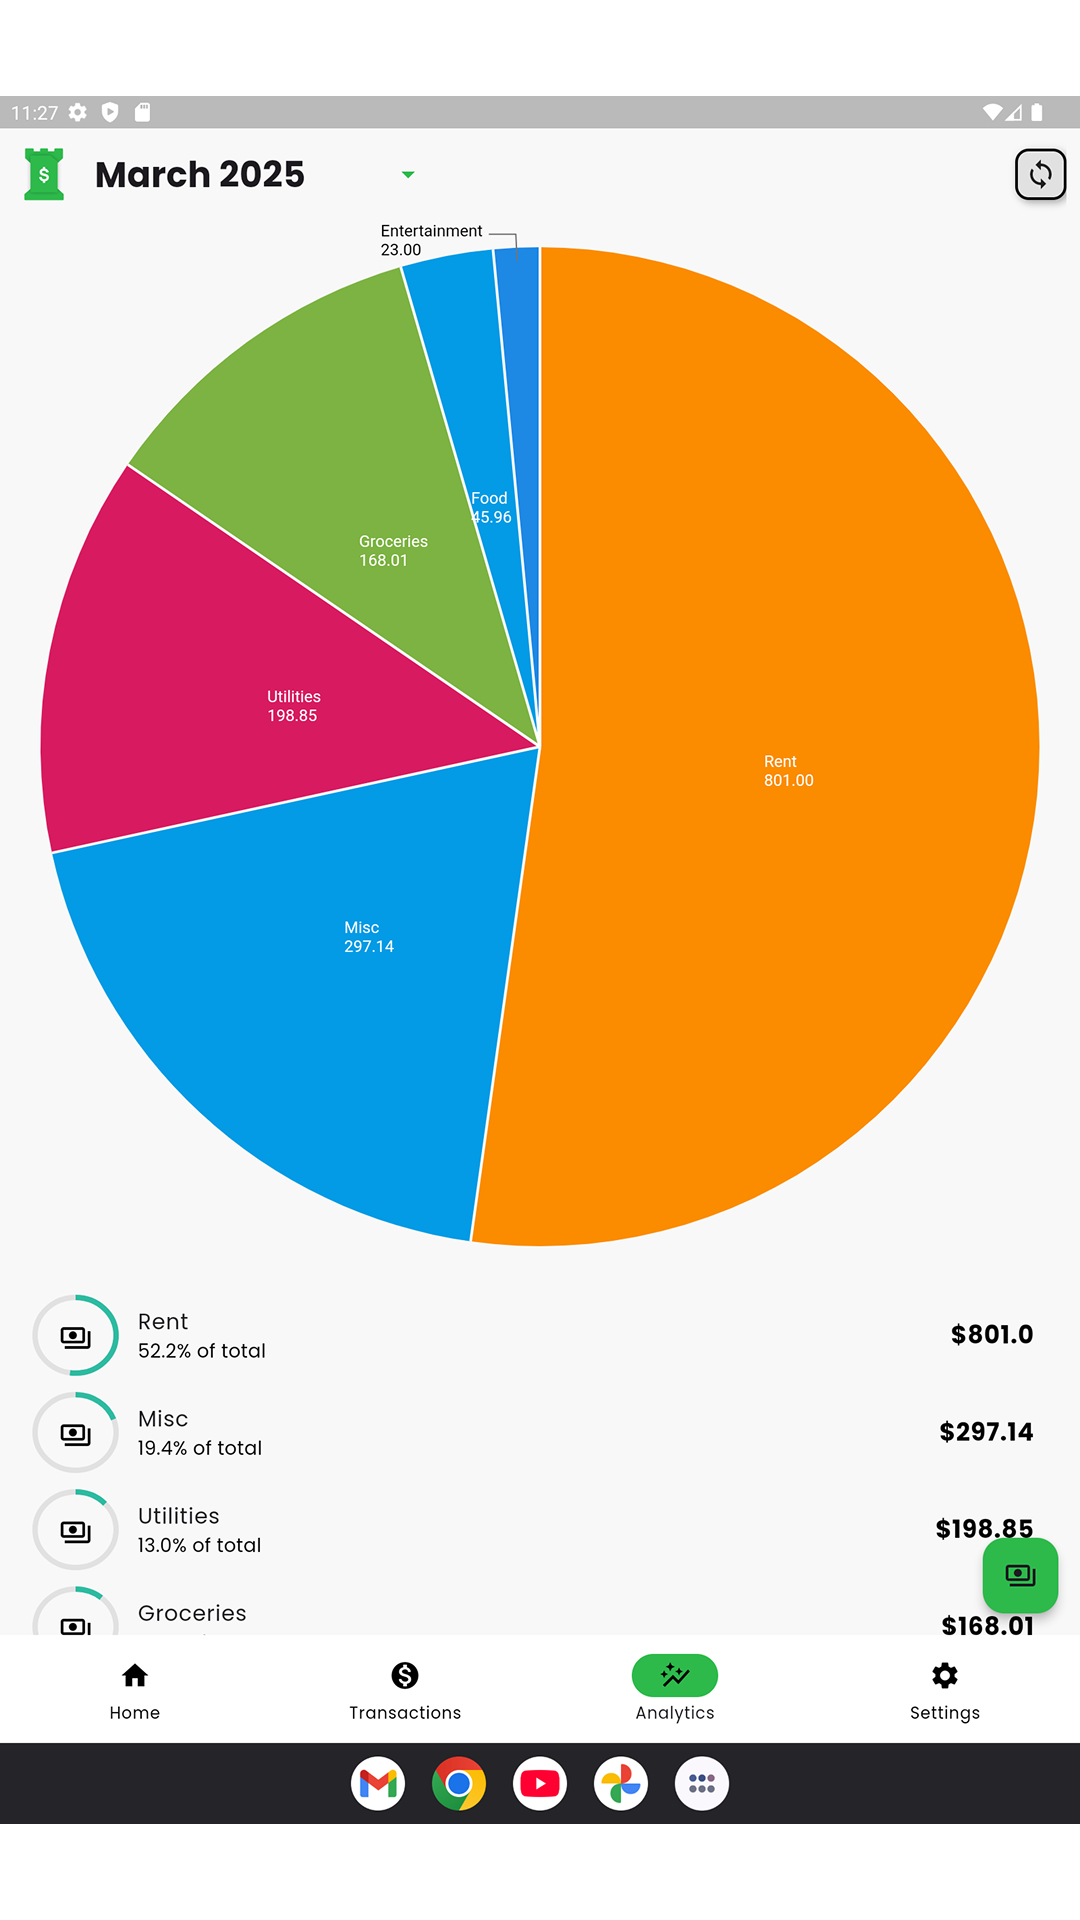 11:27
$
March 2025
Entertainment
23.00
Food
45.96
Groceries
168.01
Utilities
198.85
Rent
801.00
Misc
297.14
Rent
52.2% of total
$801.0
Misc
19.4% of total
$297.14
Utilities
13.0% of total
$198.85
Groceries
$168.01
Home
Transactions
Analytics
Settings